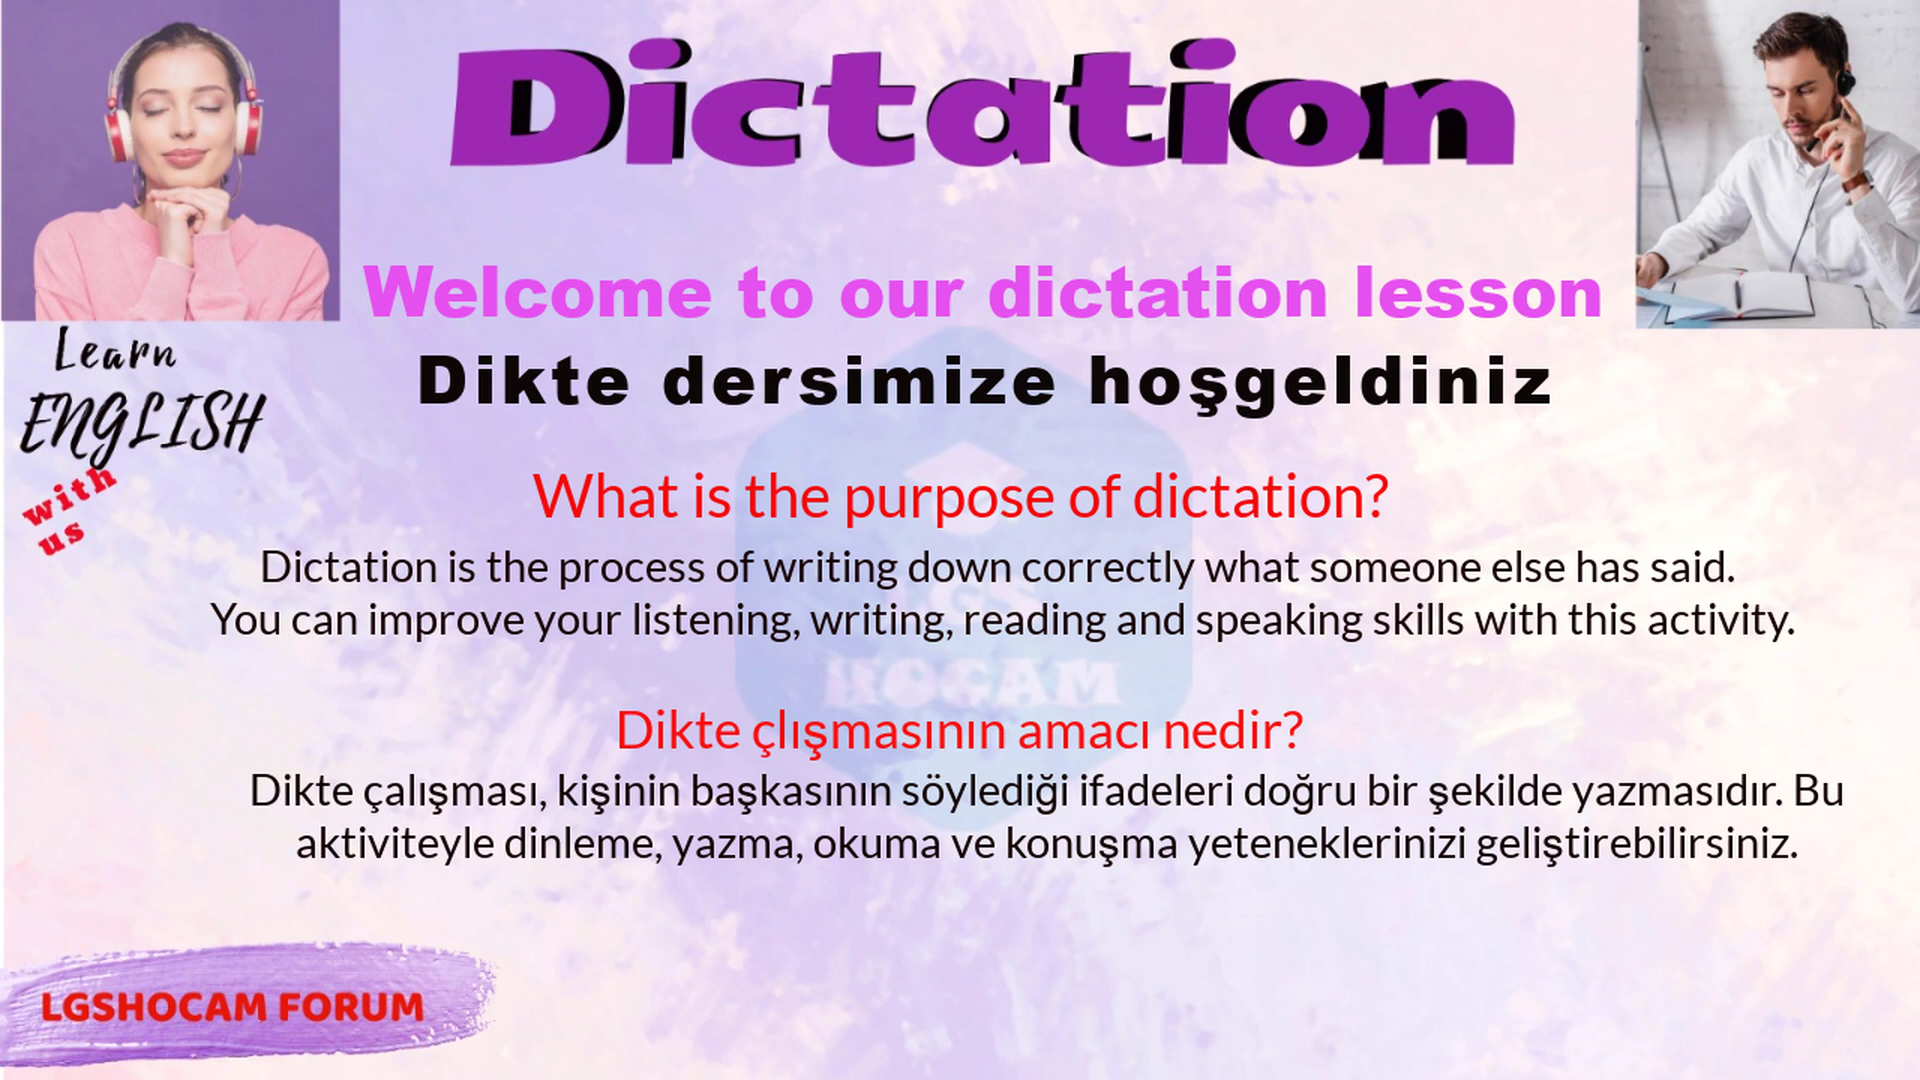 Dictation
Welcome to our dictation lesson
Dikte dersimize hoşgeldiniz
Learn
ENGLISH
with
us
What is the purpose of dictation?
Dictation is the process of writing down correctly what someone else has said.
You can improve your listening, writing, reading and speaking skills with this activity.
HOCAM
Dikte çlışmasının amacı nedir?
Dikte çalışması, kişinin başkasının söylediği ifadeleri doğru bir şekilde yazmasıdır. Bu
aktiviteyle dinleme, yazma, okuma ve konuşma yeteneklerinizi geliştirebilirsiniz.
LGSHOCAM FORUM